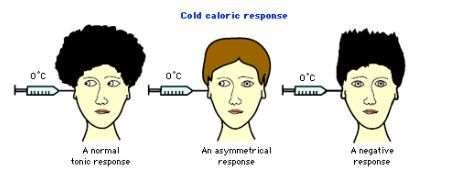 Cold caloric response
0°C
0°C
0°C
A normal
tonic response
An asymmetrical
response
A negative
response